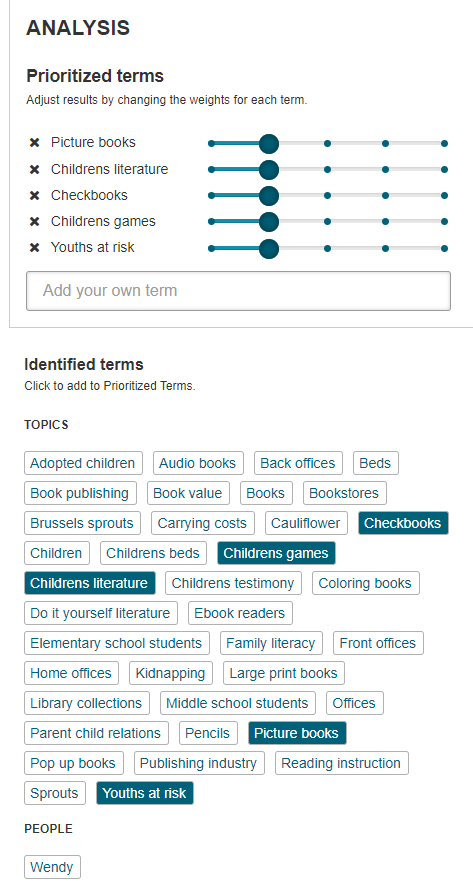 ANALYSIS
Prioritized terms
Adjust results by changing the weights for each term.
✖ Picture books
✖ Childrens literature
✖ Checkbooks
✖ Childrens games
✖ Youths at risk
Add your own term
Identified terms
Click to add to Prioritized Terms.
TOPICS
Adopted children Audio books Back offices Beds
Book publishing Book value Books Bookstores
Brussels sprouts Carrying costs Cauliflower Checkbooks
Children Childrens beds Childrens games
Childrens literature Childrens testimony Coloring books
Do it yourself literature Ebook readers
Elementary school students Family literacy Front offices
Home offices Kidnapping Large print books
Library collections Middle school students Offices
Parent child relations Pencils Picture books
Pop up books Publishing industry Reading instruction
Sprouts Youths at risk
PEOPLE
Wendy